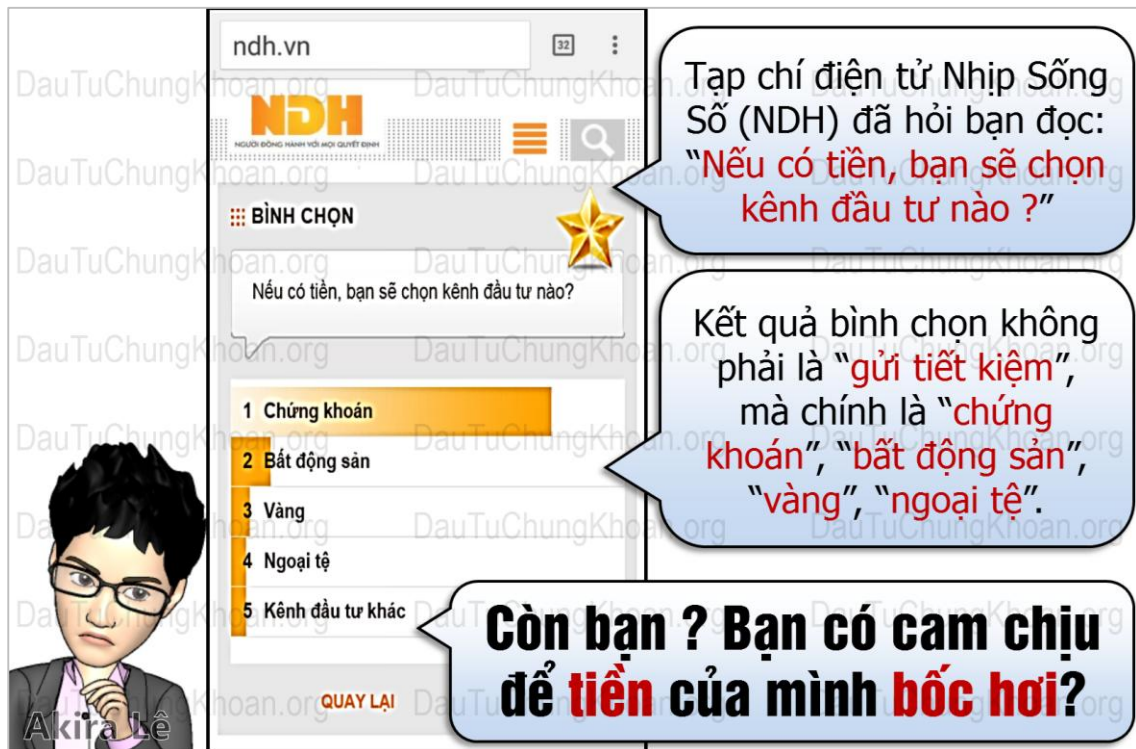 ndh.vn
32
NDH
NGƯỜI ĐỒNG HÀNH VỚI MỌI QUYẾT ĐỊNH
BÌNH CHỌN
Nếu có tiền, bạn sẽ chọn kênh đầu tư nào?
1 Chứng khoán
2 Bất động sản
3 Vàng
4 Ngoại tệ
5 Kênh đầu tư khác
QUAY LẠI
Tạp chí điện tử Nhịp Sống
Số (NDH) đã hỏi bạn đọc:
“Nếu có tiền, bạn sẽ chọn
kênh đầu tư nào ?”
Kết quả bình chọn không
phải là “gửi tiết kiệm”,
mà chính là “chứng
khoán”, “bất động sản”,
“vàng”, “ngoại tệ”.
Còn bạn ? Bạn có cam chịu
để tiền của mình bốc hơi?
Akira Lê
DauTuChungKhoan.org